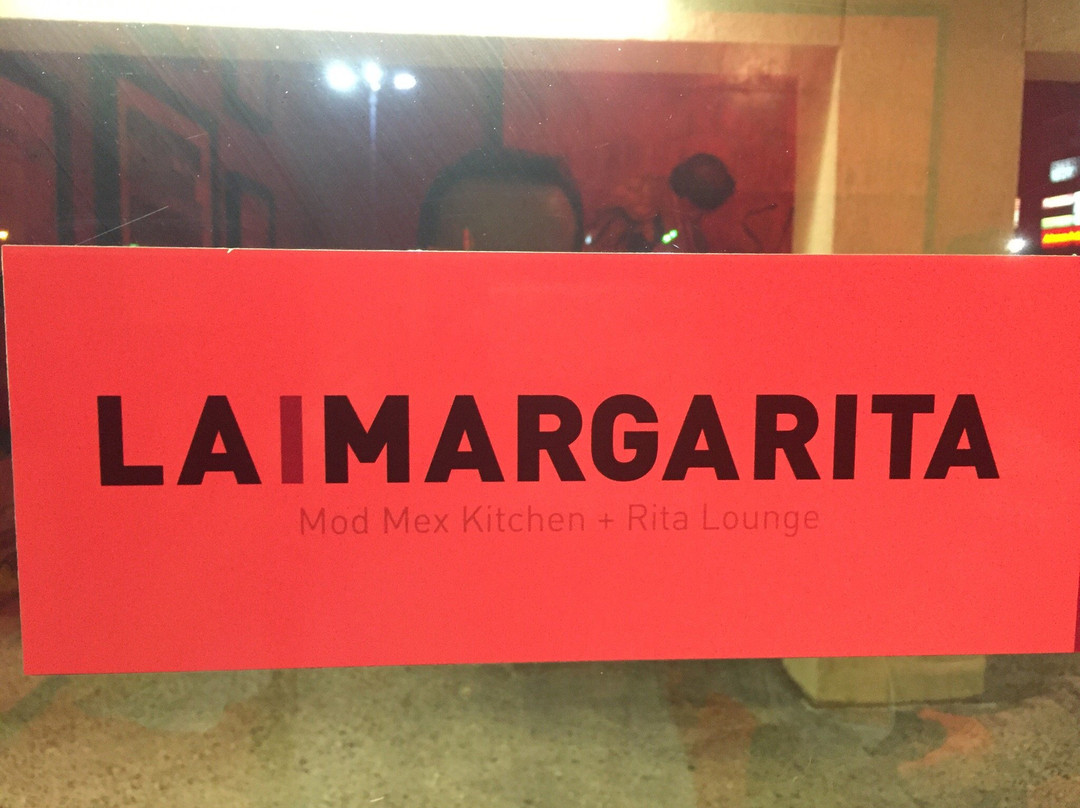 LA|MARGARITA
Mod Mex Kitchen + Rita Lounge